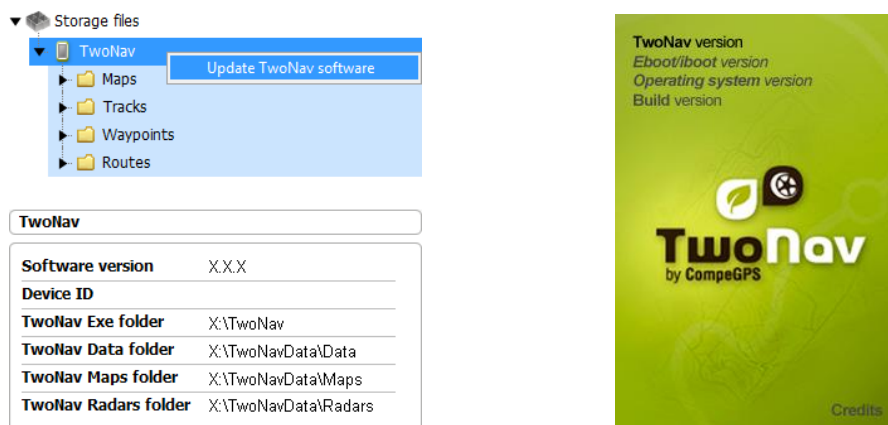 Storage files
TwoNav
Update TwoNav software
Maps
Tracks
Waypoints
Routes
TwoNav
Software version X.X.X
Device ID
TwoNav Exe folder X:\TwoNav
TwoNav Data folder X:\TwoNavData\Data
TwoNav Maps folder X:\TwoNavData\Maps
TwoNav Radars folder X:\TwoNavData\Radars
TwoNav version
Eboot/iboot version
Operating system version
Build version
TwoNav
by CompeGPS
Credits